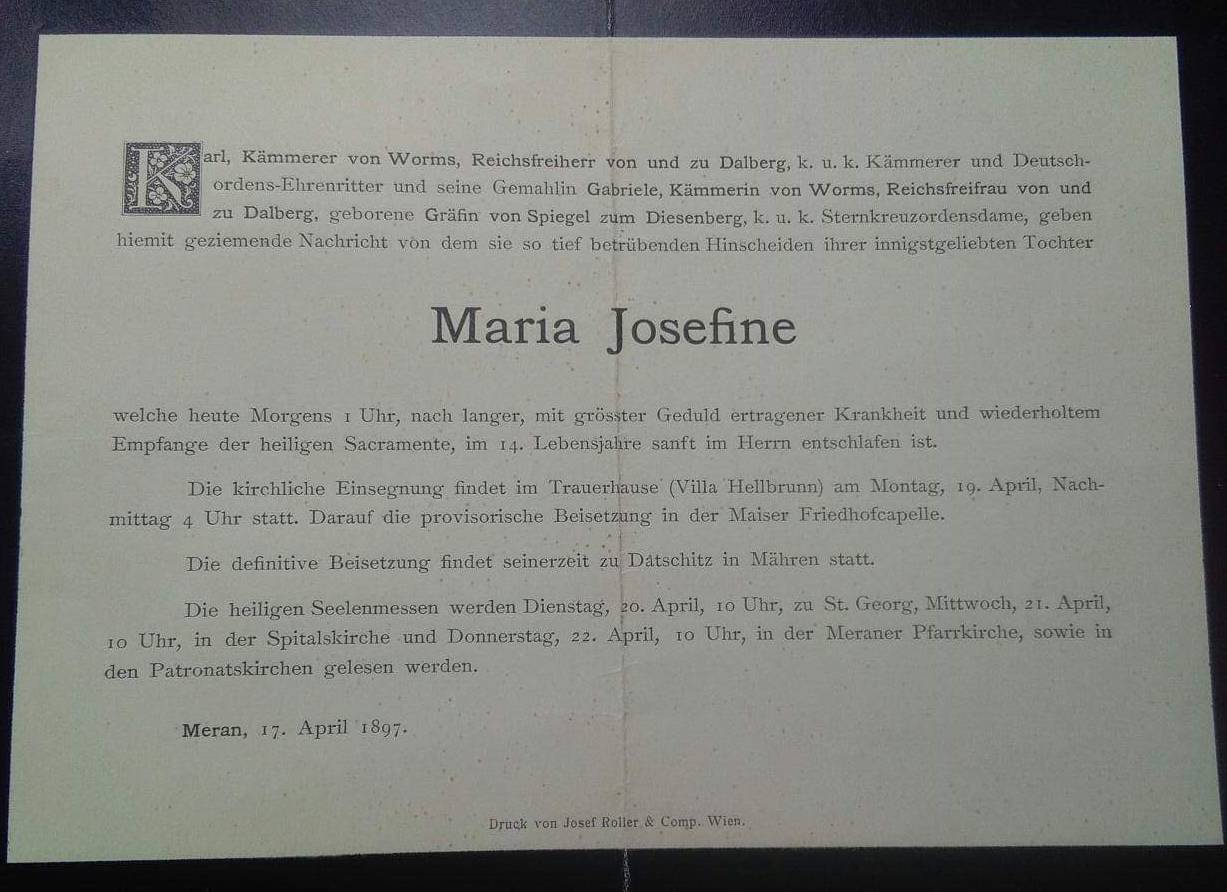 Karl, Kämmerer von Worms, Reichsfreiherr von und zu Dalberg, k. u. k. Kämmerer und Deutsch-
ordens-Ehrenritter und seine Gemahlin Gabriele, Kämmerin von Worms, Reichsfreifrau von und
zu Dalberg, geborene Gräfin von Spiegel zum Diesenberg, k. u. k. Sternkreuzordensdame, geben
hiemit geziemende Nachricht von dem sie so tief betrübenden Hinscheiden ihrer innigstgeliebten Tochter
Maria Josefine
welche heute Morgens 1 Uhr, nach langer, mit grösster Geduld ertragener Krankheit und wiederholtem
Empfange der heiligen Sacramente, im 14. Lebensjahre sanft im Herrn entschlafen ist.
Die kirchliche Einsegnung findet im Trauerhause (Villa Hellbrunn) am Montag, 19. April, Nach-
mittag 4 Uhr statt. Darauf die provisorische Beisetzung in der Maiser Friedhofcapelle.
Die definitive Beisetzung findet seinerzeit zu Datschitz in Mähren statt.
Die heiligen Seelenmessen werden Dienstag, 20. April, 10 Uhr, zu St. Georg, Mittwoch, 21. April,
10 Uhr, in der Spitalskirche und Donnerstag, 22. April, 10 Uhr, in der Meraner Pfarrkirche, sowie in
den Patronatskirchen gelesen werden.
Meran, 17. April 1897.
Druck von Josef Roller & Comp. Wien.